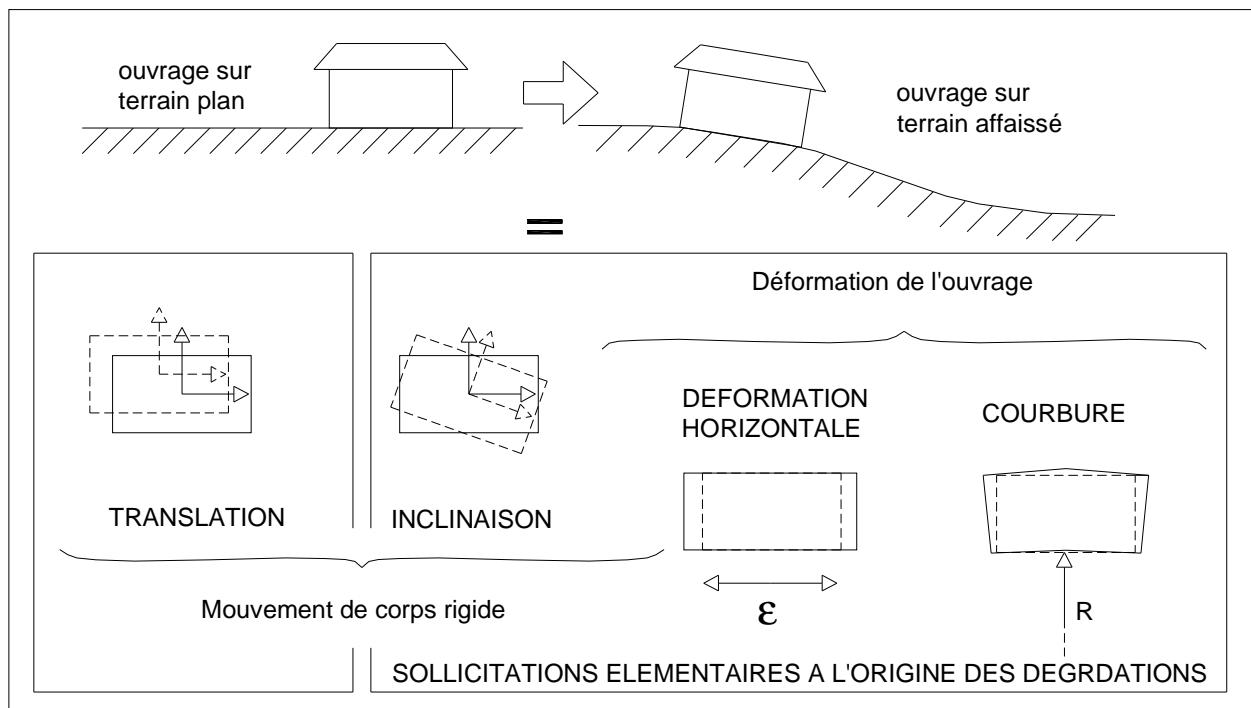 ouvrage sur
terrain plan
ouvrage sur
terrain affaissé
=
Déformation de l'ouvrage
DEFORMATION
HORIZONTALE
COURBURE
TRANSLATION
INCLINAISON
ε
R
Mouvement de corps rigide
SOLLICITATIONS ELEMENTAIRES A L'ORIGINE DES DEGRDATIONS